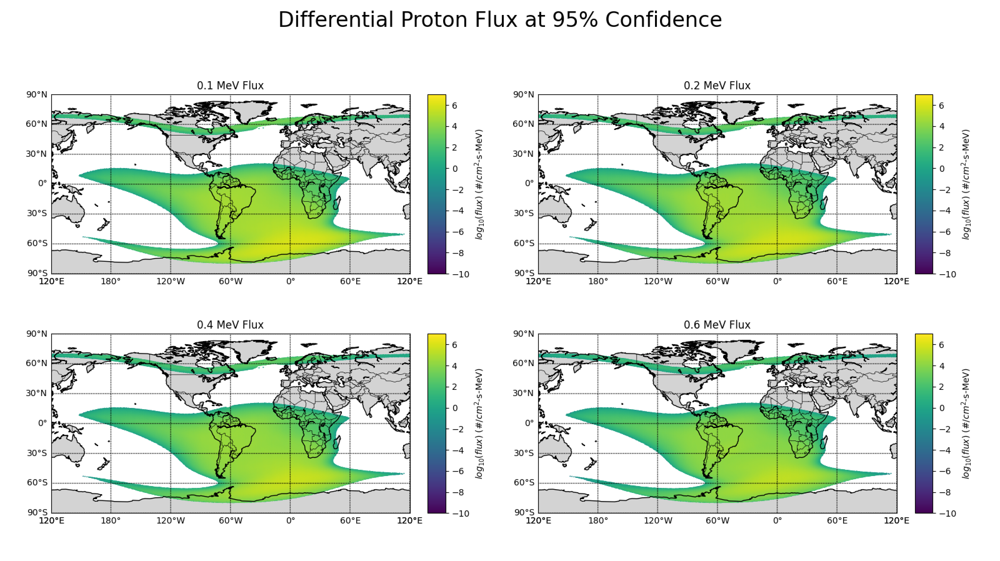 Differential Proton Flux at 95% Confidence
0.1 MeV Flux
90°N
60°N
30°N
0°
30°S
60°S
90°S
120°E 180° 120°W 60°W 0° 60°E 120°E
6
4
2
0
−2
−4
−6
−8
−10
log₁₀(flux) (#/cm²-s-MeV)
0.2 MeV Flux
90°N
60°N
30°N
0°
30°S
60°S
90°S
120°E 180° 120°W 60°W 0° 60°E 120°E
6
4
2
0
−2
−4
−6
−8
−10
log₁₀(flux) (#/cm²-s-MeV)
0.4 MeV Flux
90°N
60°N
30°N
0°
30°S
60°S
90°S
120°E 180° 120°W 60°W 0° 60°E 120°E
6
4
2
0
−2
−4
−6
−8
−10
log₁₀(flux) (#/cm²-s-MeV)
0.6 MeV Flux
90°N
60°N
30°N
0°
30°S
60°S
90°S
120°E 180° 120°W 60°W 0° 60°E 120°E
6
4
2
0
−2
−4
−6
−8
−10
log₁₀(flux) (#/cm²-s-MeV)